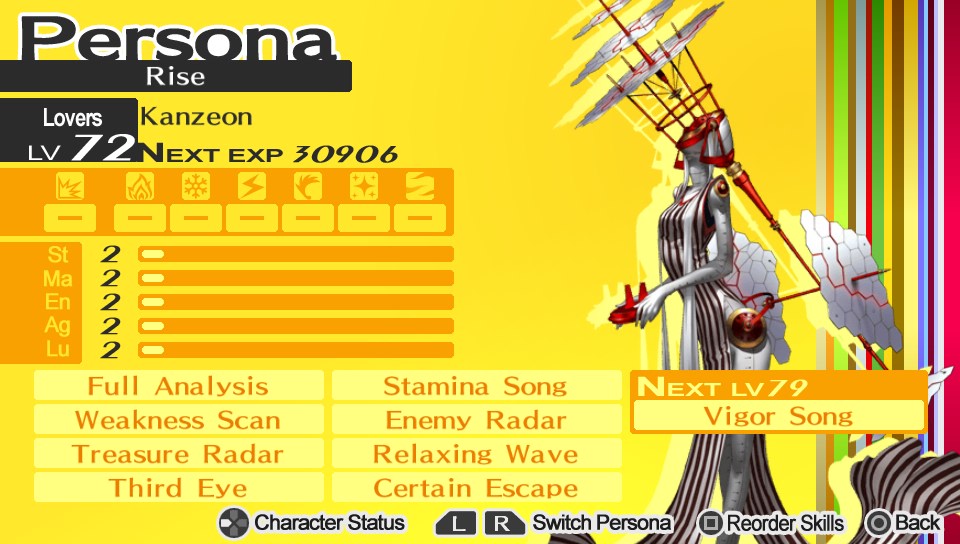 Persona
Rise
Lovers
Kanzeon
LV 72 NEXT EXP 30906
St 2
Ma 2
En 2
Ag 2
Lu 2
Full Analysis
Stamina Song
Weakness Scan
Enemy Radar
Treasure Radar
Relaxing Wave
Third Eye
Certain Escape
NEXT LV 79
Vigor Song
Character Status
L R Switch Persona
Reorder Skills
Back